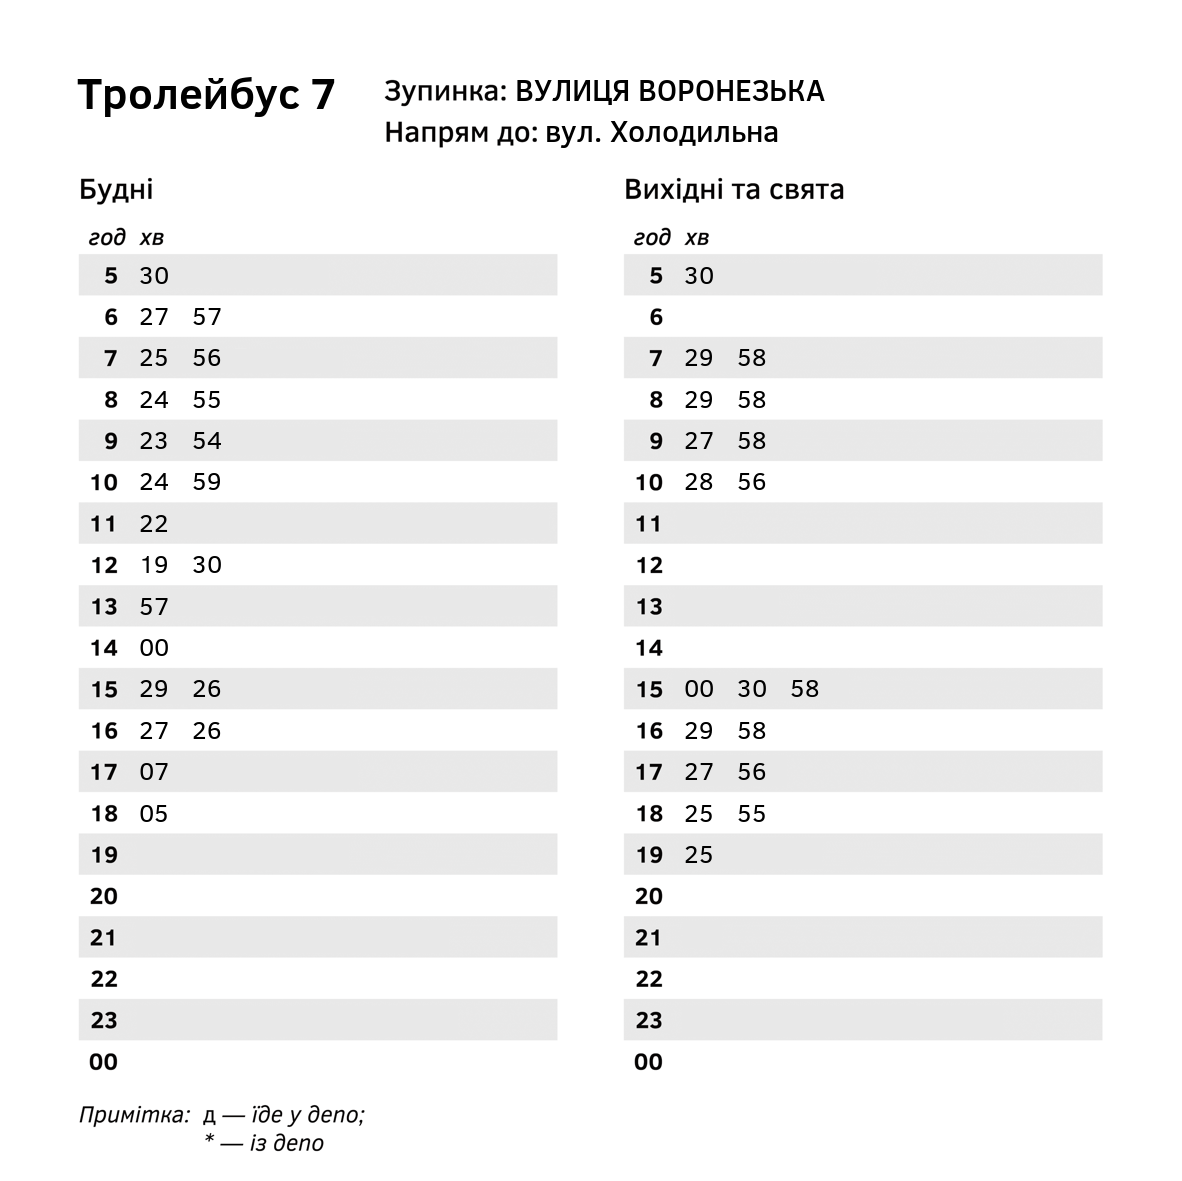 Тролейбус 7
Зупинка: ВУЛИЦЯ ВОРОНЕЗЬКА
Напрям до: вул. Холодильна
Будні
год хв
5 30
6 27 57
7 25 56
8 24 55
9 23 54
10 24 59
11 22
12 19 30
13 57
14 00
15 29 26
16 27 26
17 07
18 05
19
20
21
22
23
00
Вихідні та свята
год хв
5 30
6
7 29 58
8 29 58
9 27 58
10 28 56
11
12
13
14
15 00 30 58
16 29 58
17 27 56
18 25 55
19 25
20
21
22
23
00
Примітка: д — їде у депо;
* — із депо